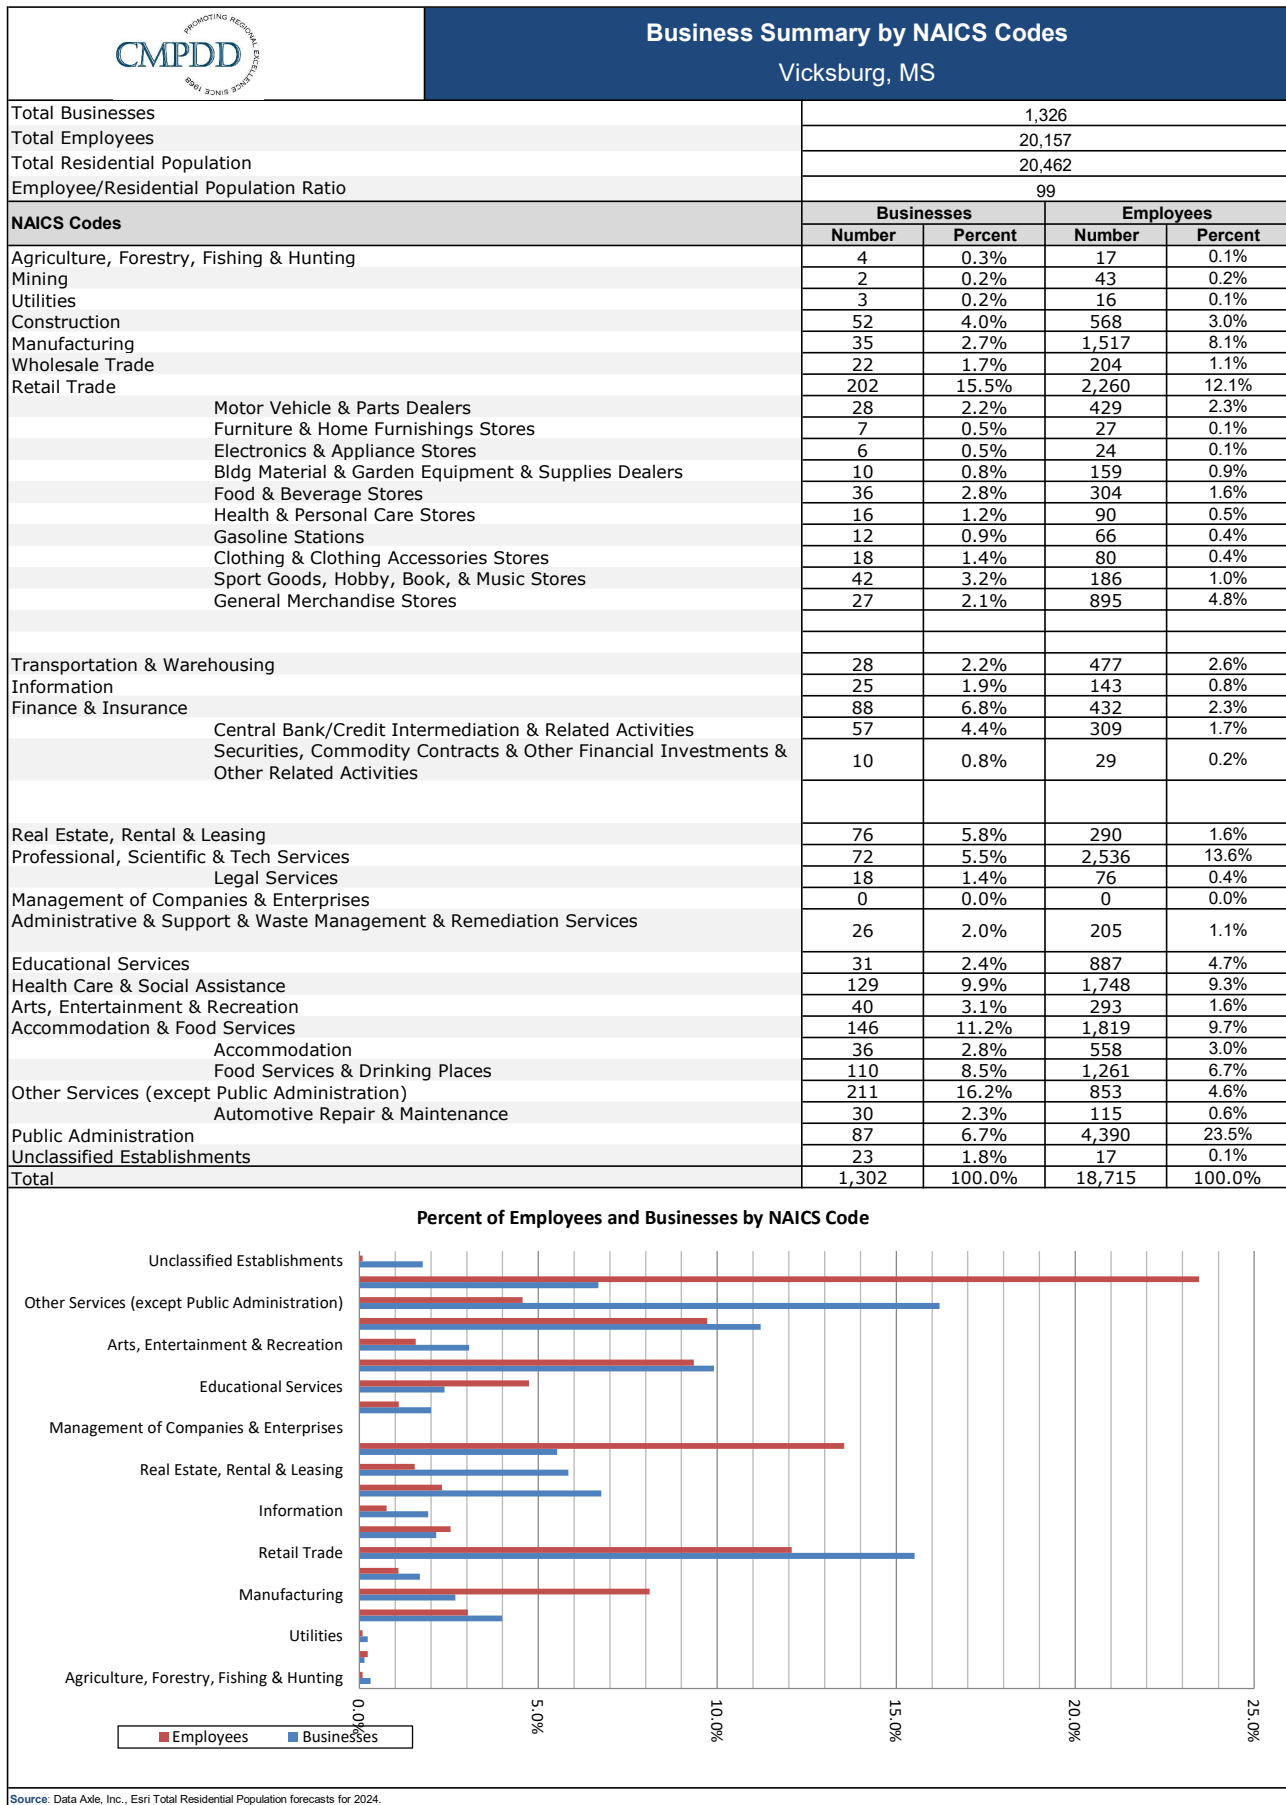 PROMOTING REGIONAL EXCELLENCE SINCE 1968
CMPDD
Business Summary by NAICS Codes
Vicksburg, MS
Total Businesses 1,326
Total Employees 20,157
Total Residential Population 20,462
Employee/Residential Population Ratio 99
NAICS Codes Businesses Employees
Number Percent Number Percent
Agriculture, Forestry, Fishing & Hunting 4 0.3% 17 0.1%
Mining 2 0.2% 43 0.2%
Utilities 3 0.2% 16 0.1%
Construction 52 4.0% 568 3.0%
Manufacturing 35 2.7% 1,517 8.1%
Wholesale Trade 22 1.7% 204 1.1%
Retail Trade 202 15.5% 2,260 12.1%
Motor Vehicle & Parts Dealers 28 2.2% 429 2.3%
Furniture & Home Furnishings Stores 7 0.5% 27 0.1%
Electronics & Appliance Stores 6 0.5% 24 0.1%
Bldg Material & Garden Equipment & Supplies Dealers 10 0.8% 159 0.9%
Food & Beverage Stores 36 2.8% 304 1.6%
Health & Personal Care Stores 16 1.2% 90 0.5%
Gasoline Stations 12 0.9% 66 0.4%
Clothing & Clothing Accessories Stores 18 1.4% 80 0.4%
Sport Goods, Hobby, Book, & Music Stores 42 3.2% 186 1.0%
General Merchandise Stores 27 2.1% 895 4.8%
Transportation & Warehousing 28 2.2% 477 2.6%
Information 25 1.9% 143 0.8%
Finance & Insurance 88 6.8% 432 2.3%
Central Bank/Credit Intermediation & Related Activities 57 4.4% 309 1.7%
Securities, Commodity Contracts & Other Financial Investments &
Other Related Activities 10 0.8% 29 0.2%
Real Estate, Rental & Leasing 76 5.8% 290 1.6%
Professional, Scientific & Tech Services 72 5.5% 2,536 13.6%
Legal Services 18 1.4% 76 0.4%
Management of Companies & Enterprises 0 0.0% 0 0.0%
Administrative & Support & Waste Management & Remediation Services 26 2.0% 205 1.1%
Educational Services 31 2.4% 887 4.7%
Health Care & Social Assistance 129 9.9% 1,748 9.3%
Arts, Entertainment & Recreation 40 3.1% 293 1.6%
Accommodation & Food Services 146 11.2% 1,819 9.7%
Accommodation 36 2.8% 558 3.0%
Food Services & Drinking Places 110 8.5% 1,261 6.7%
Other Services (except Public Administration) 211 16.2% 853 4.6%
Automotive Repair & Maintenance 30 2.3% 115 0.6%
Public Administration 87 6.7% 4,390 23.5%
Unclassified Establishments 23 1.8% 17 0.1%
Total 1,302 100.0% 18,715 100.0%
Percent of Employees and Businesses by NAICS Code
Unclassified Establishments
Other Services (except Public Administration)
Arts, Entertainment & Recreation
Educational Services
Management of Companies & Enterprises
Real Estate, Rental & Leasing
Information
Retail Trade
Manufacturing
Utilities
Agriculture, Forestry, Fishing & Hunting
0.0% 5.0% 10.0% 15.0% 20.0% 25.0%
Employees Businesses
Source: Data Axle, Inc., Esri Total Residential Population forecasts for 2024.